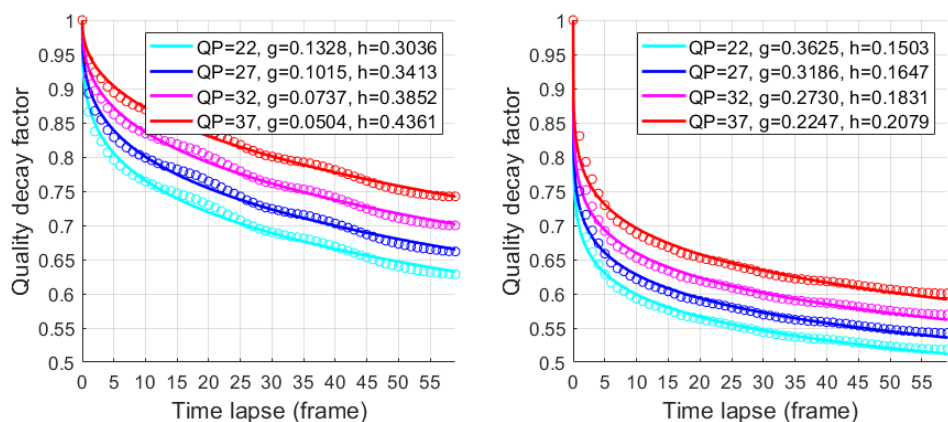 1
0.95
0.9
0.85
0.8
0.75
0.7
0.65
0.6
0.55
0.5
Quality decay factor
QP=22, g=0.1328, h=0.3036
QP=27, g=0.1015, h=0.3413
QP=32, g=0.0737, h=0.3852
QP=37, g=0.0504, h=0.4361
0 5 10 15 20 25 30 35 40 45 50 55
Time lapse (frame)
1
0.95
0.9
0.85
0.8
0.75
0.7
0.65
0.6
0.55
0.5
Quality decay factor
QP=22, g=0.3625, h=0.1503
QP=27, g=0.3186, h=0.1647
QP=32, g=0.2730, h=0.1831
QP=37, g=0.2247, h=0.2079
0 5 10 15 20 25 30 35 40 45 50 55
Time lapse (frame)